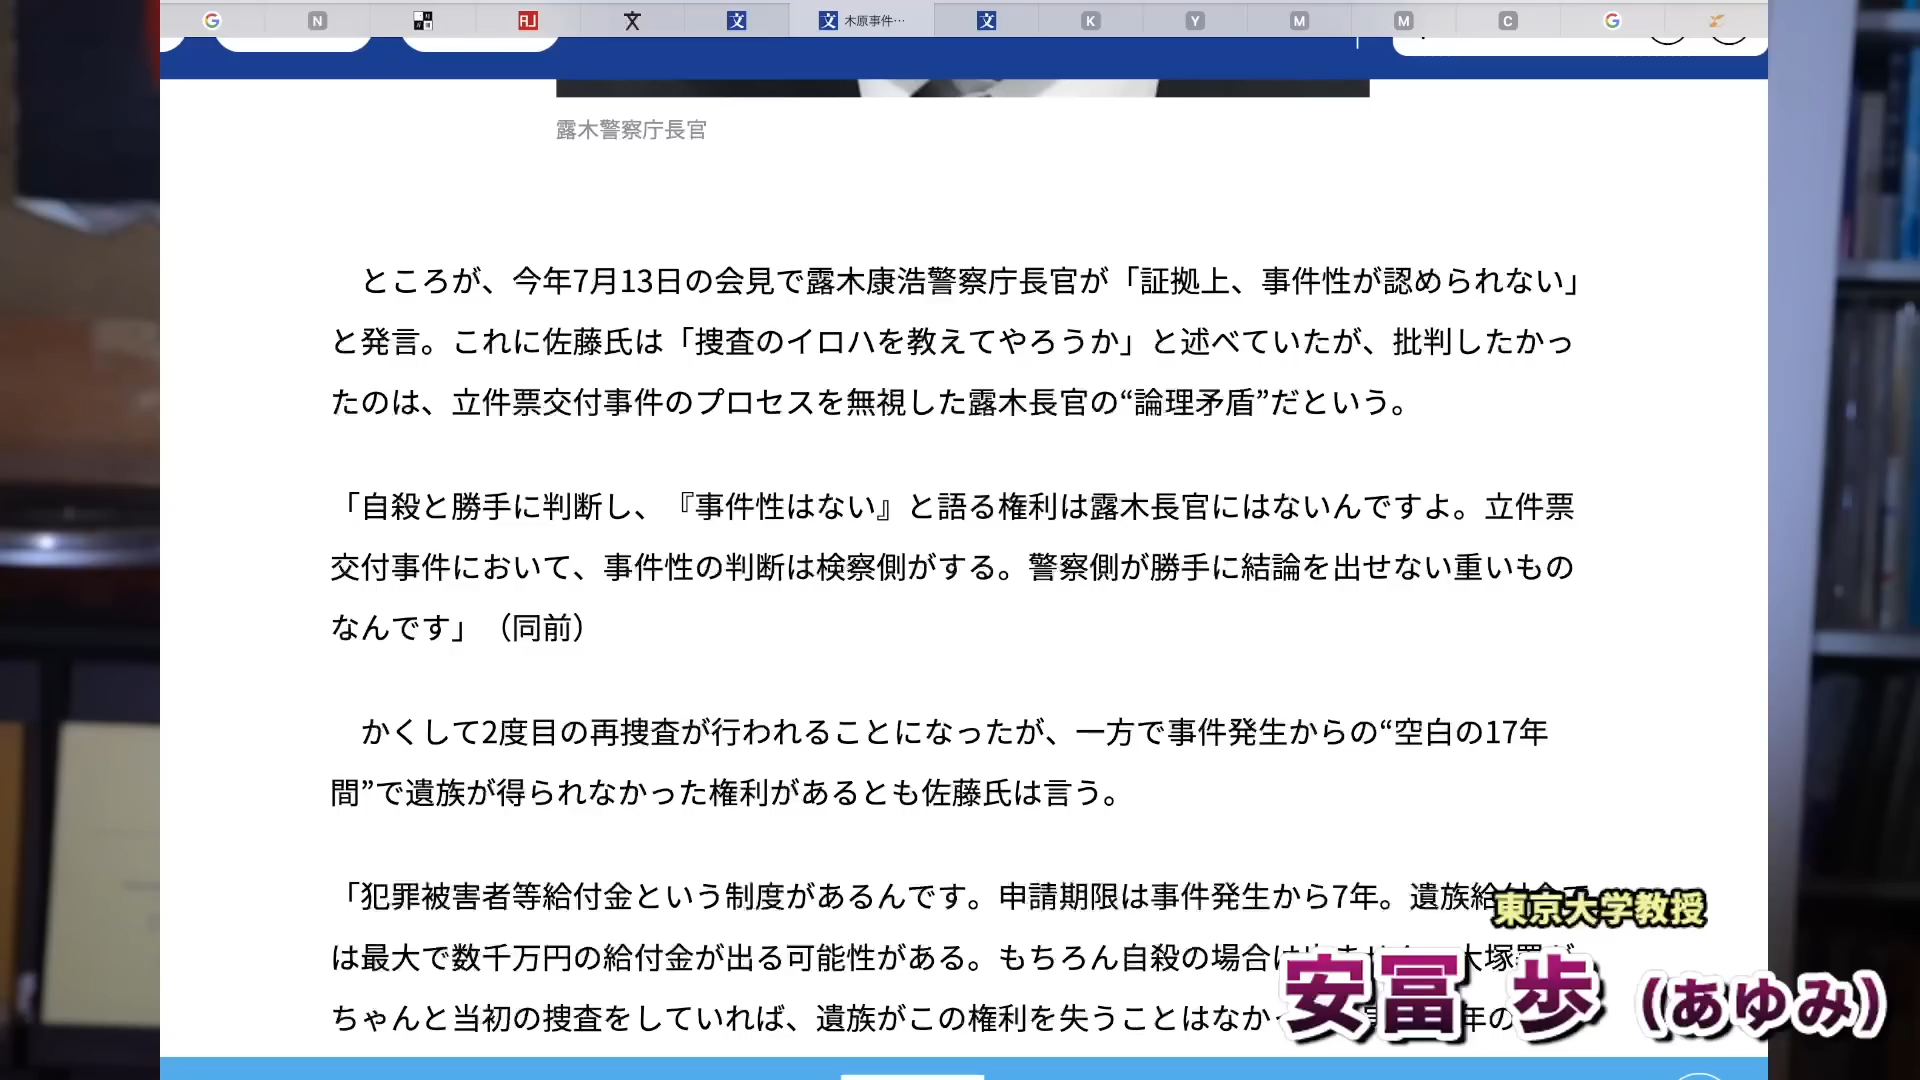 G N 木原事件… K Y M M C G
露木警察庁長官
ところが、今年7月13日の会見で露木康浩警察庁長官が「証拠上、事件性が認められない」
と発言。これに佐藤氏は「捜査のイロハを教えてやろうか」と述べていたが、批判したかっ
たのは、立件票交付事件のプロセスを無視した露木長官の“論理矛盾”だという。
「自殺と勝手に判断し、『事件性はない』と語る権利は露木長官にはないんですよ。立件票
交付事件において、事件性の判断は検察側がする。警察側が勝手に結論を出せない重いもの
なんです」（同前）
かくして2度目の再捜査が行われることになったが、一方で事件発生からの“空白の17年
間”で遺族が得られなかった権利があるとも佐藤氏は言う。
「犯罪被害者等給付金という制度があるんです。申請期限は事件発生から7年。遺族給
は最大で数千万円の給付金が出る可能性がある。もちろん自殺の場合は
ちゃんと当初の捜査をしていれば、遺族がこの権利を失うことはなか
東京大学教授
安冨 歩（あゆみ）